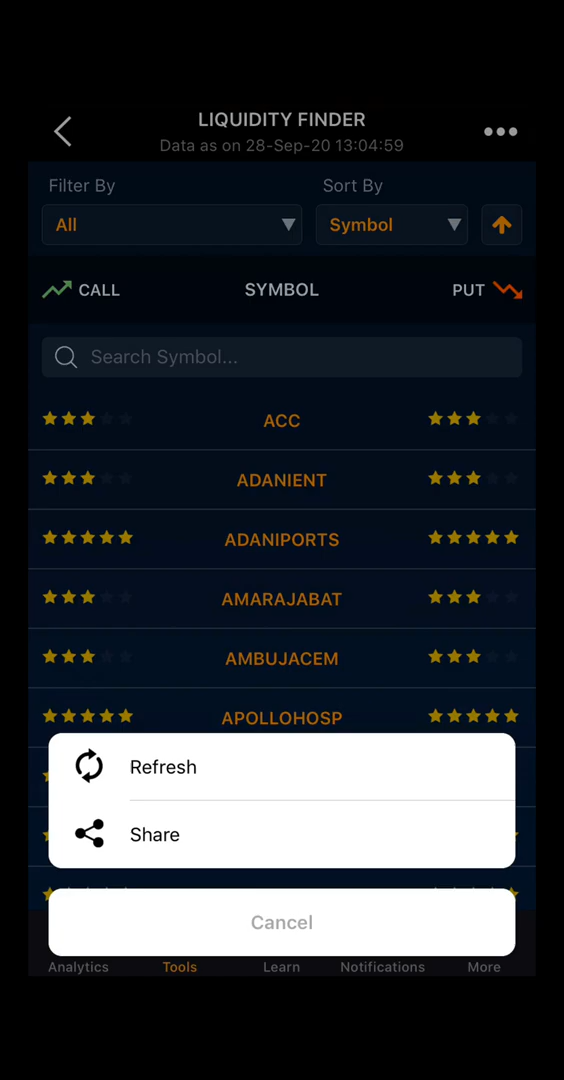 LIQUIDITY FINDER
Data as on 28-Sep-20 13:04:59
Filter By Sort By
All Symbol
CALL SYMBOL PUT
Search Symbol...
ACC
ADANIENT
ADANIPORTS
AMARAJABAT
AMBUJACEM
APOLLOHOSP
Refresh
Share
Cancel
Analytics Tools Learn Notifications More